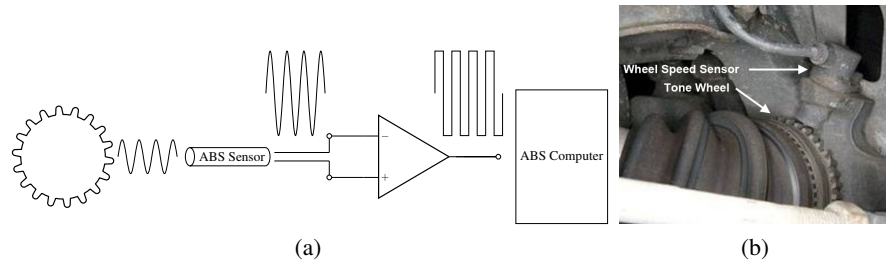 ABS Sensor
−
+
ABS Computer
(a)
Wheel Speed Sensor
Tone Wheel
(b)